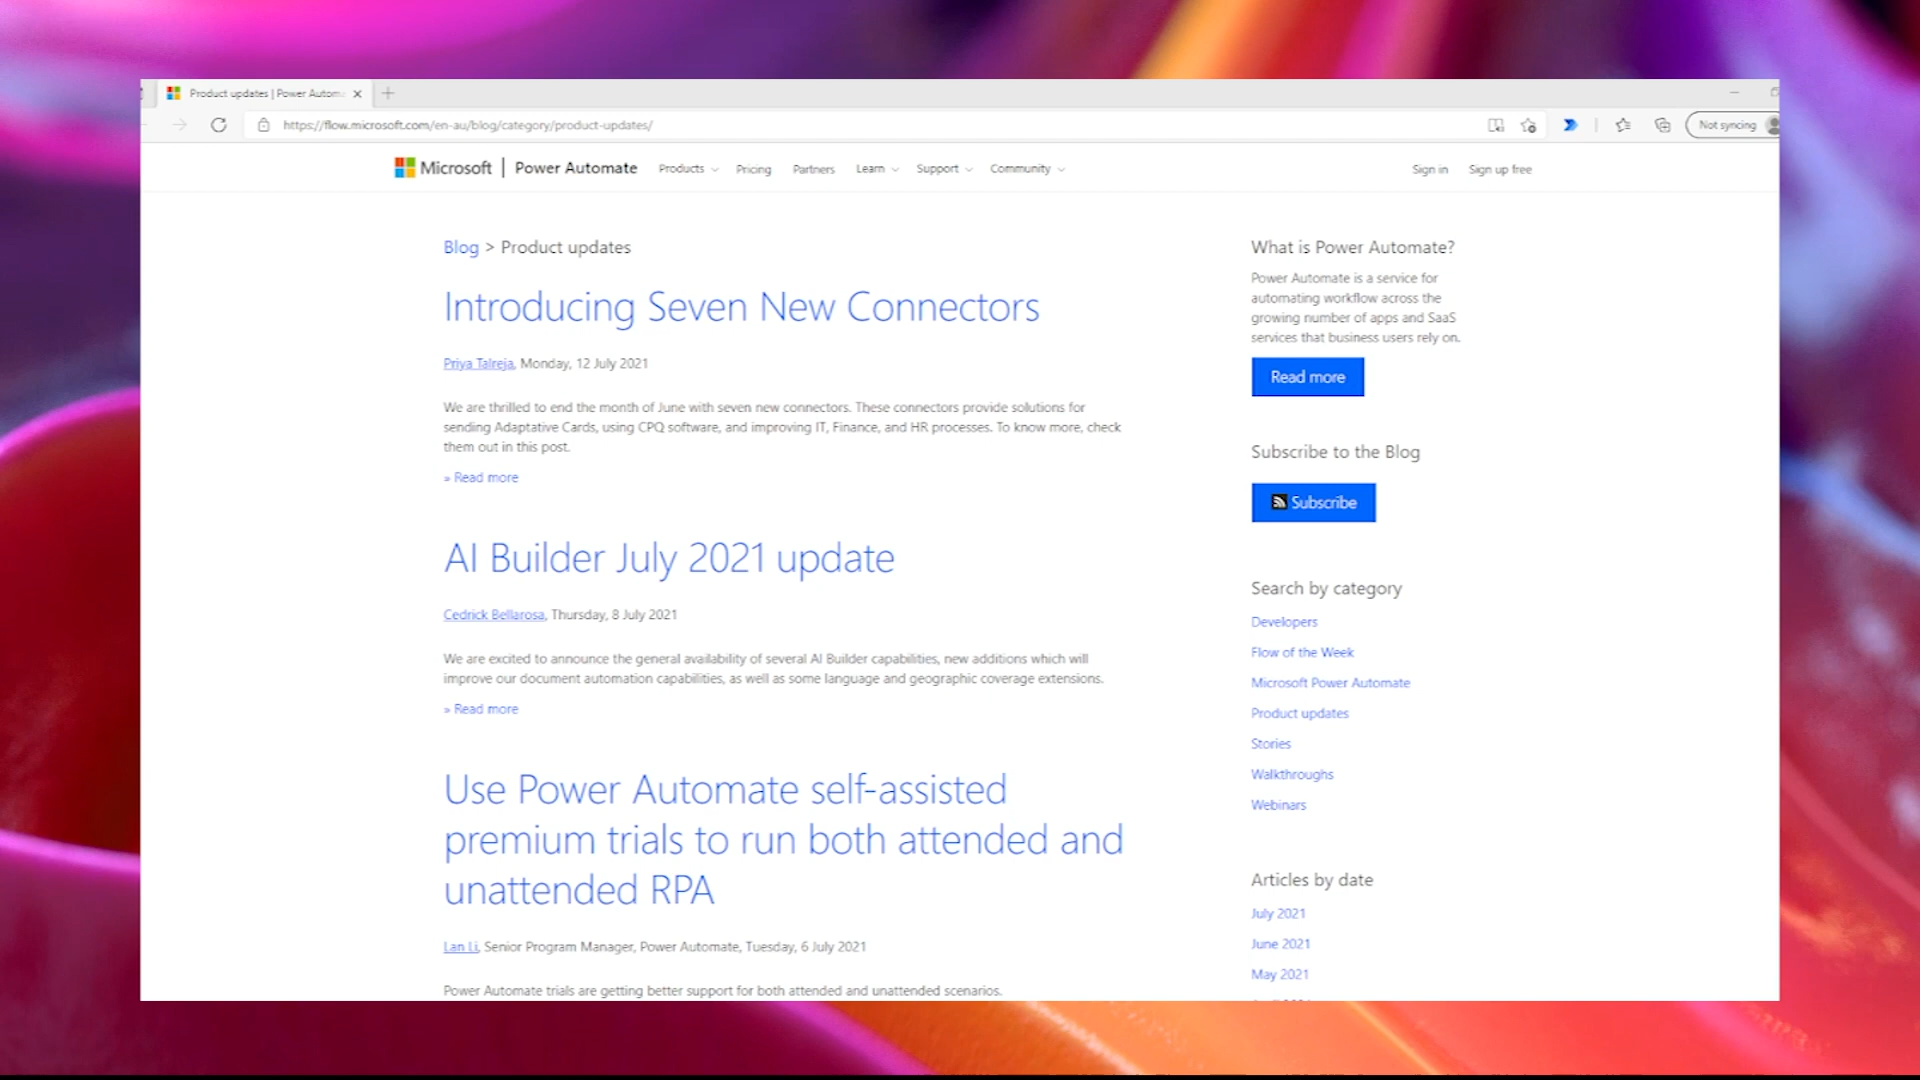 Product updates | Power Autom
https://flow.microsoft.com/en-au/blog/category/product-updates/
Not syncing
Microsoft | Power Automate
Products
Pricing
Partners
Learn
Support
Community
Sign in
Sign up free
Blog > Product updates
Introducing Seven New Connectors
Priya Talreja, Monday, 12 July 2021
We are thrilled to end the month of June with seven new connectors. These connectors provide solutions for
sending Adaptative Cards, using CPQ software, and improving IT, Finance, and HR processes. To know more, check
them out in this post.
» Read more
AI Builder July 2021 update
Cedrick Bellarosa, Thursday, 8 July 2021
We are excited to announce the general availability of several AI Builder capabilities, new additions which will
improve our document automation capabilities, as well as some language and geographic coverage extensions.
» Read more
Use Power Automate self-assisted
premium trials to run both attended and
unattended RPA
Lan Li, Senior Program Manager, Power Automate, Tuesday, 6 July 2021
Power Automate trials are getting better support for both attended and unattended scenarios.
What is Power Automate?
Power Automate is a service for
automating workflow across the
growing number of apps and SaaS
services that business users rely on.
Read more
Subscribe to the Blog
Subscribe
Search by category
Developers
Flow of the Week
Microsoft Power Automate
Product updates
Stories
Walkthroughs
Webinars
Articles by date
July 2021
June 2021
May 2021